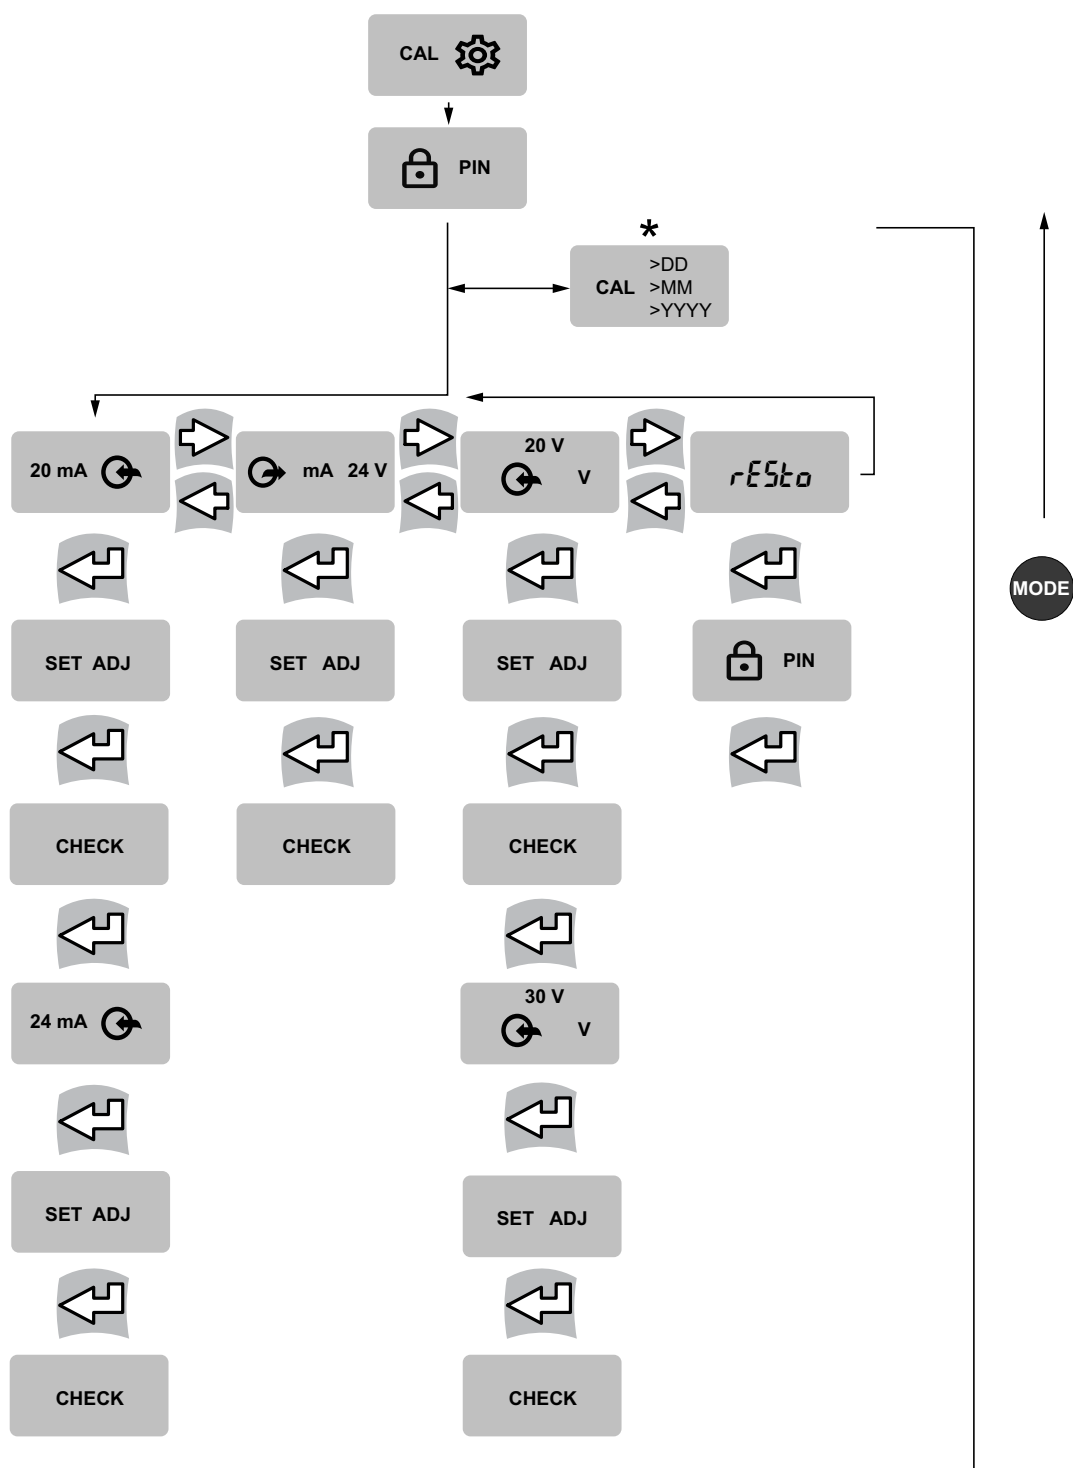 CAL
PIN
*
CAL >DD
>MM
>YYYY
20 mA
mA 24 V
20 V
V
rESto
MODE
SET ADJ
SET ADJ
SET ADJ
PIN
CHECK
CHECK
CHECK
24 mA
30 V
V
SET ADJ
SET ADJ
CHECK
CHECK